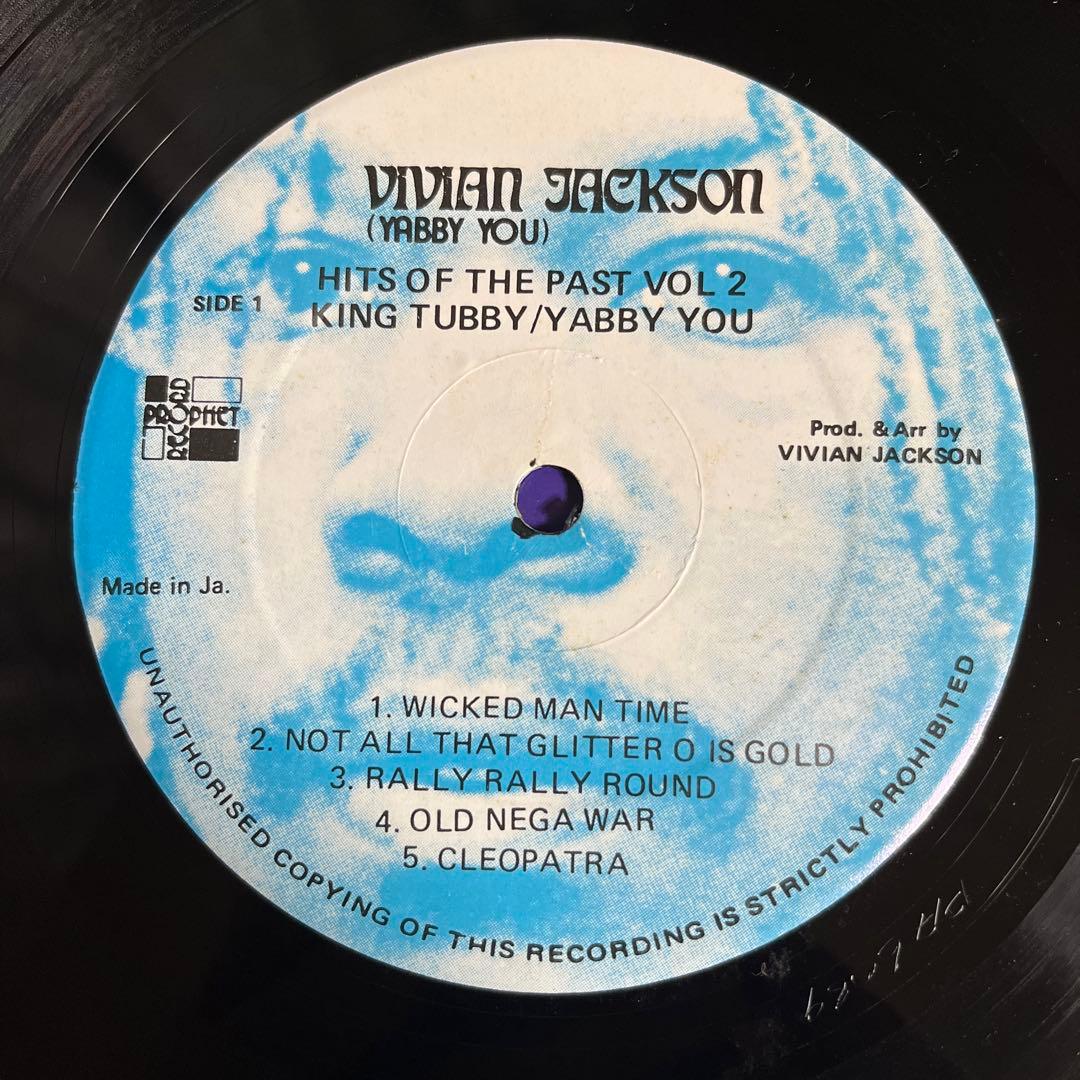 VIVIAN JACKSON
(YABBY YOU)
HITS OF THE PAST VOL 2
SIDE 1
KING TUBBY/YABBY YOU
PROPHET
RECORD
Prod. & Arr by
VIVIAN JACKSON
Made in Ja.
1. WICKED MAN TIME
2. NOT ALL THAT GLITTER O IS GOLD
3. RALLY RALLY ROUND
4. OLD NEGA WAR
5. CLEOPATRA
UNAUTHORISED COPYING OF THIS RECORDING IS STRICTLY PROHIBITED